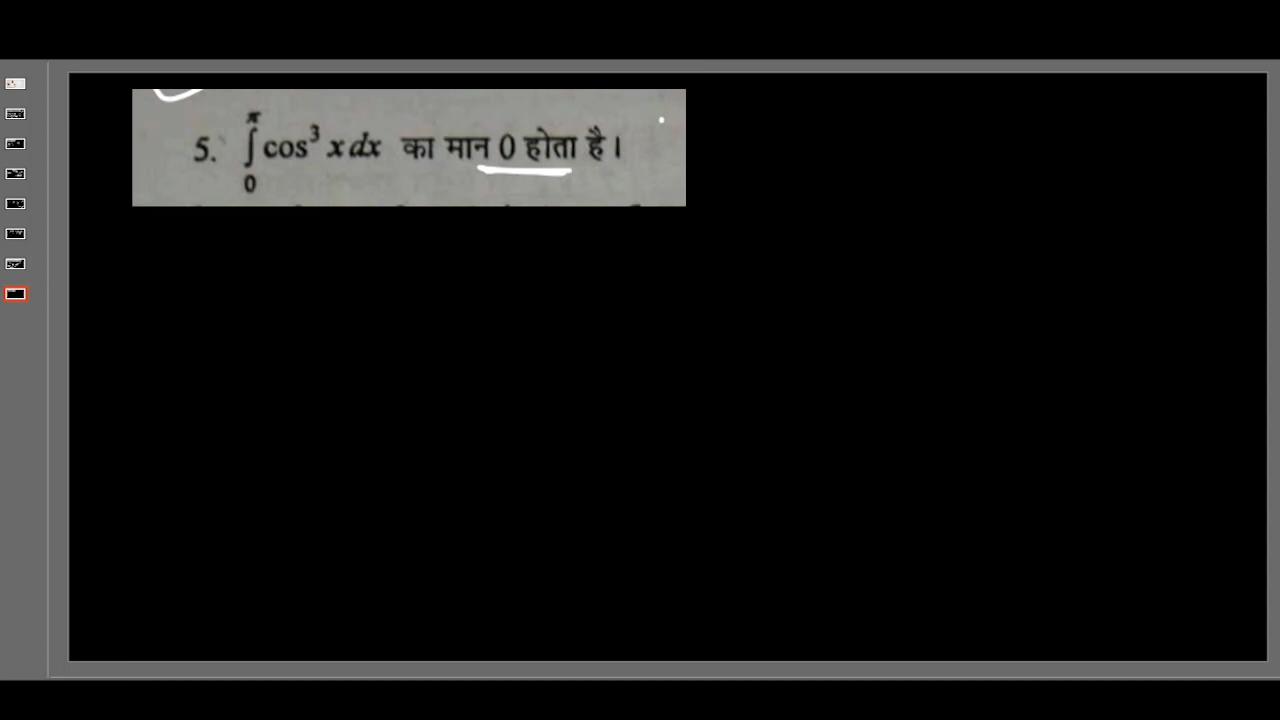 5. ∫₀^π cos³ x dx का मान 0 होता है।